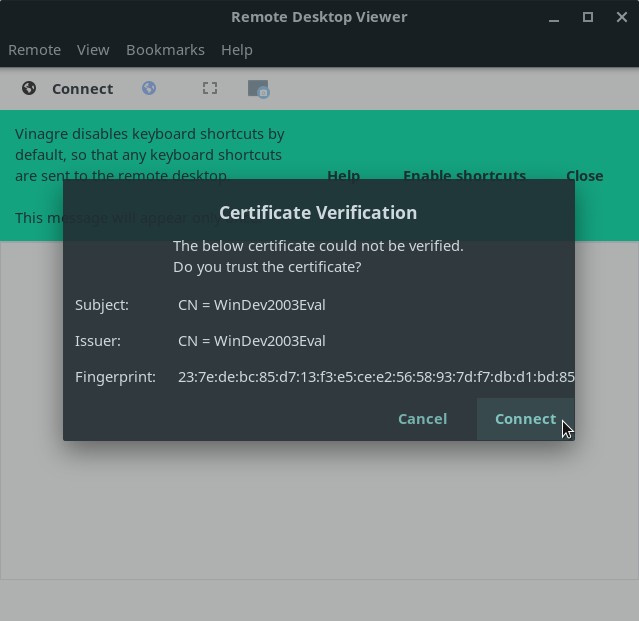 Remote Desktop Viewer
Remote View Bookmarks Help
Connect
Vinagre disables keyboard shortcuts by
default, so that any keyboard shortcuts
are sent to the remote desktop.
Help Enable shortcuts Close
This message will appear only
Certificate Verification
The below certificate could not be verified.
Do you trust the certificate?
Subject: CN = WinDev2003Eval
Issuer: CN = WinDev2003Eval
Fingerprint: 23:7e:de:bc:85:d7:13:f3:e5:ce:e2:56:58:93:7d:f7:db:d1:bd:85
Cancel Connect